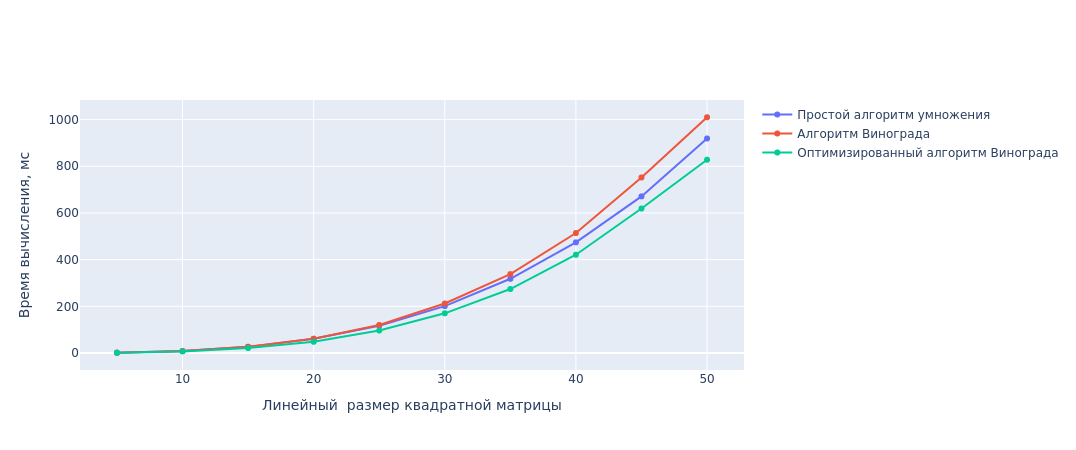 1000
800
600
400
200
0
10 20 30 40 50
Время вычисления, мс
Линейный  размер квадратной матрицы
Простой алгоритм умножения
Алгоритм Винограда
Оптимизированный алгоритм Винограда